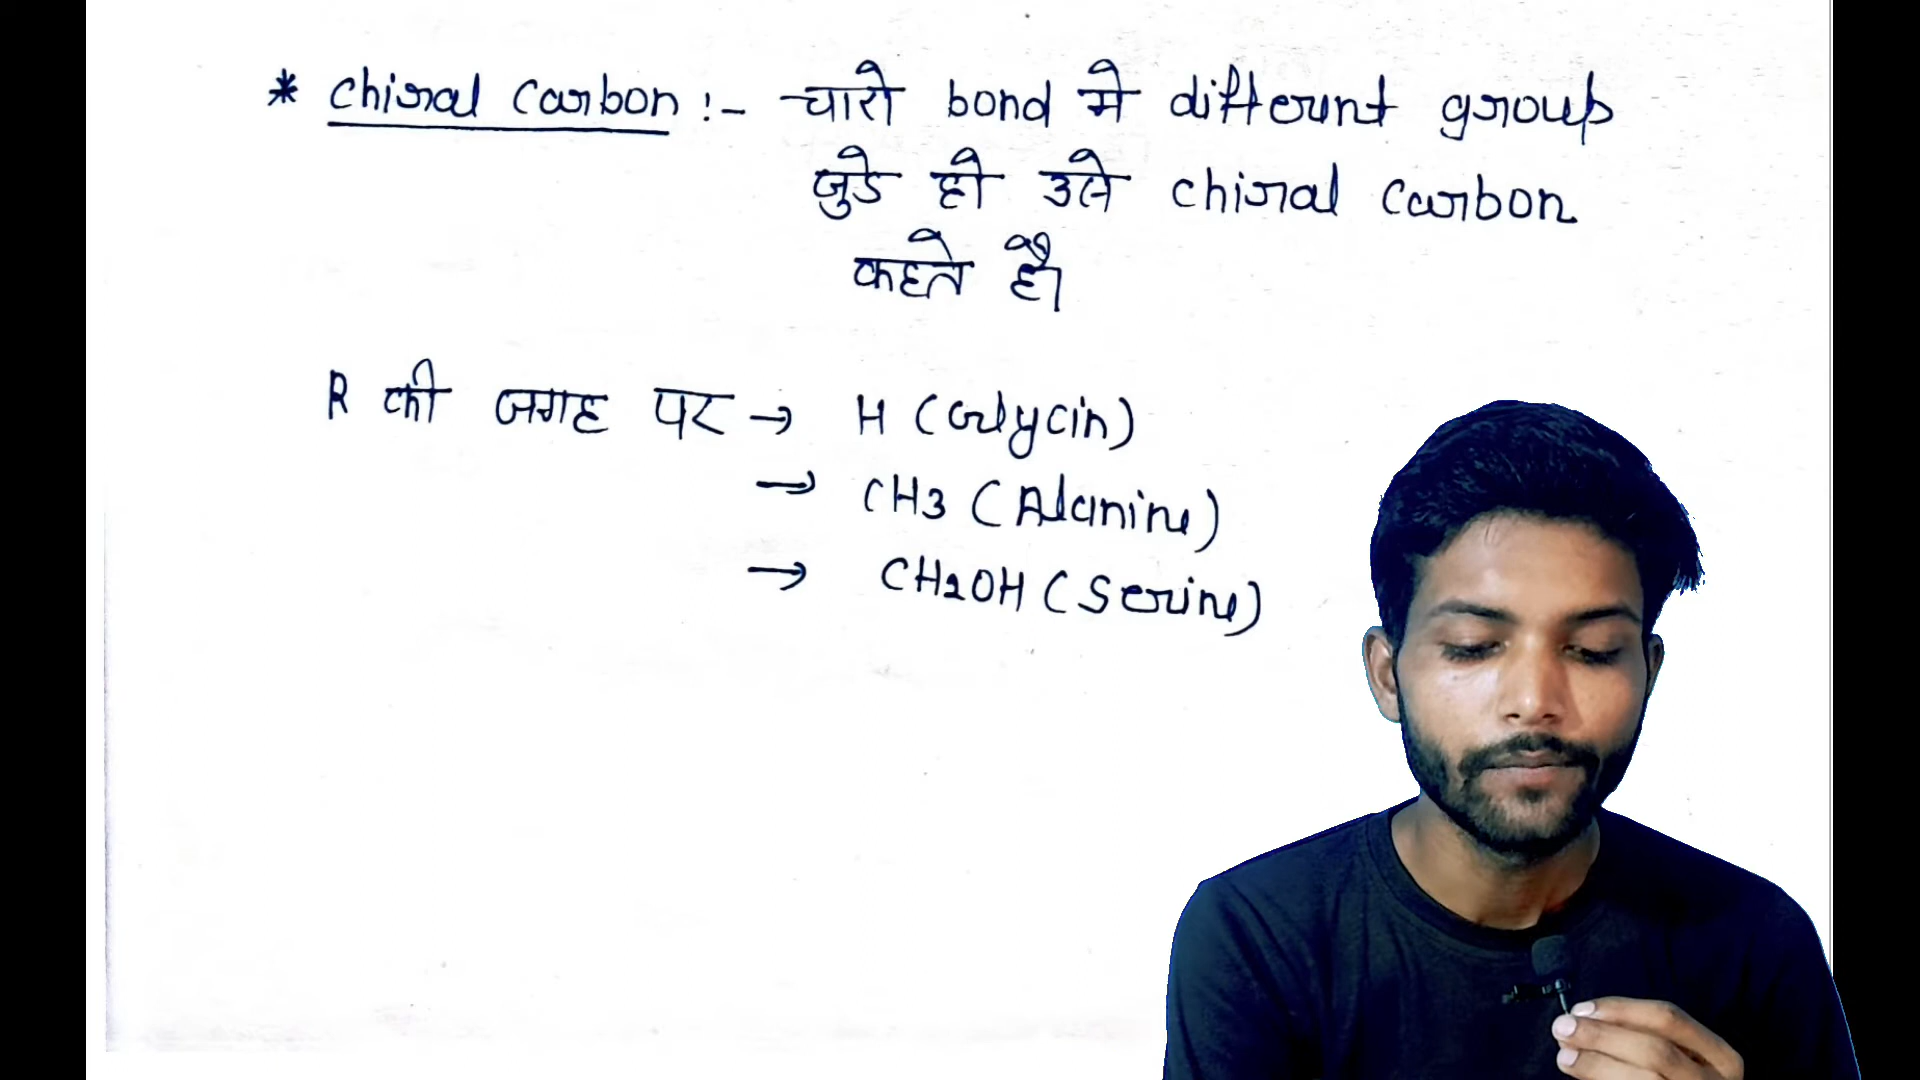 * Chiral Carbon :- चारो bond मे different group
जुडे हो उसे chiral carbon
कहते है।
R की जगह पर → H (Glycin)
→ CH3 (Alanine)
→ CH2OH (Serine)